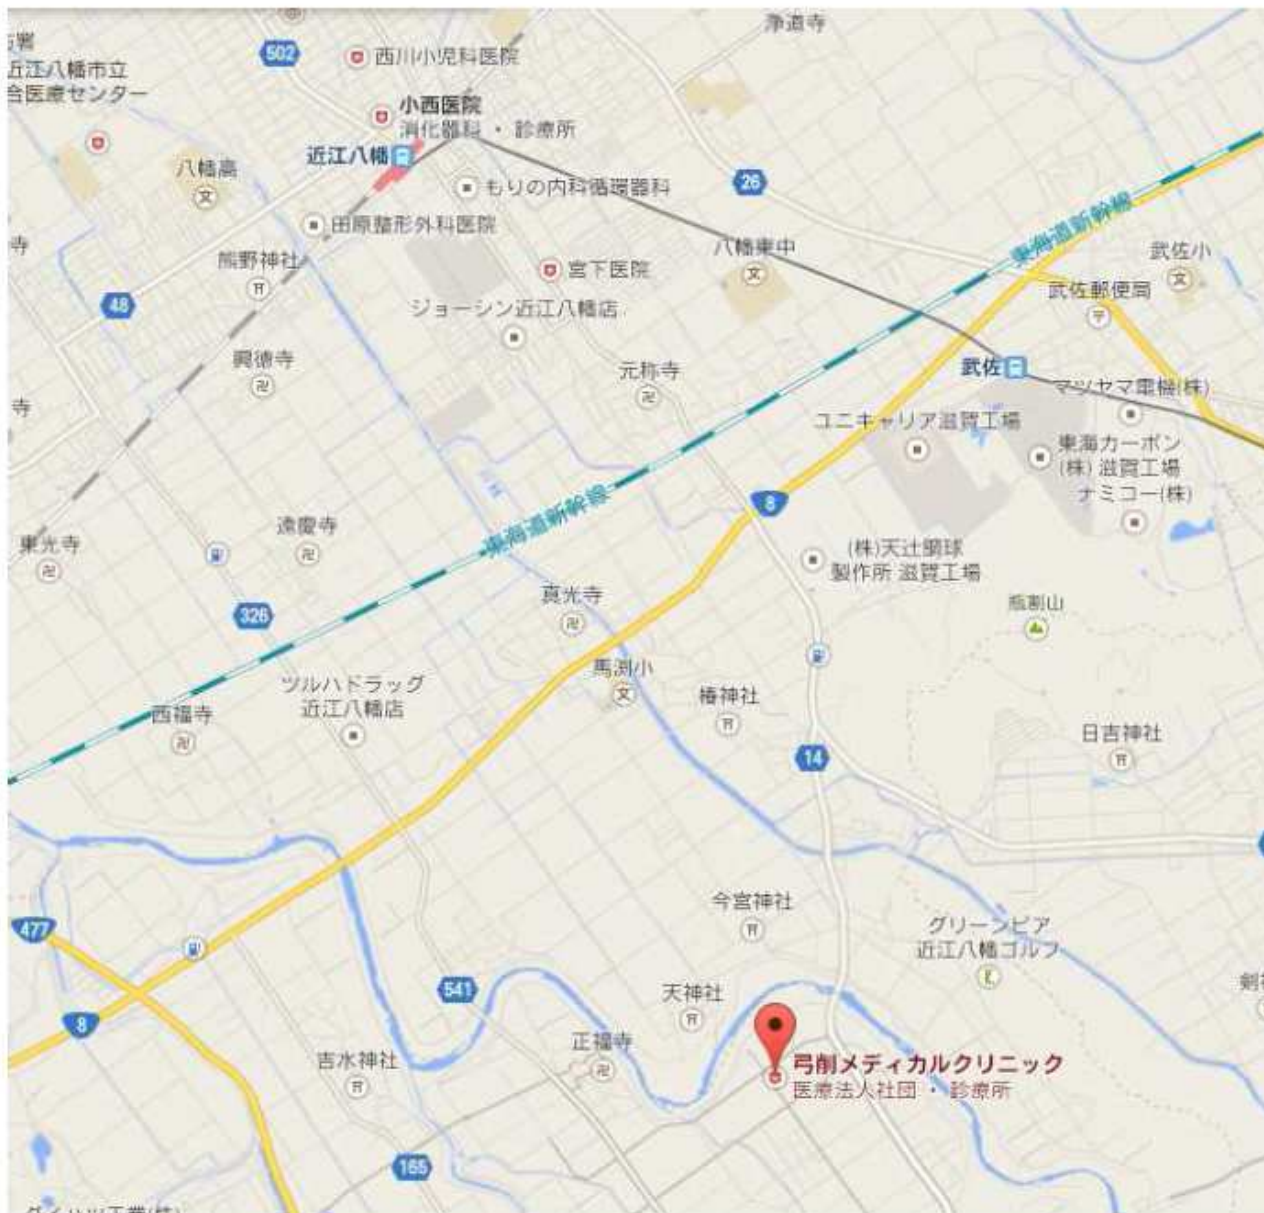 浄道寺
502
西川小児科医院
近江八幡市立
合医療センター
小西医院
消化器科・診療所
近江八幡
八幡高
文
もりの内科循環器科
26
田原整形外科医院
東海道新幹線
武佐小
文
熊野神社
八幡東中
文
宮下医院
武佐郵便局
48
ジョーシン近江八幡店
興徳寺
元称寺
武佐
寺
寺
マツヤマ電機(株)
ユニキャリア滋賀工場
東海カーボン
(株) 滋賀工場
ナミコー(株)
8
東海道新幹線
遠慶寺
東光寺
(株)天辻鋼球
製作所 滋賀工場
真光寺
瓶割山
326
馬渕小
文
ツルハドラッグ
近江八幡店
椿神社
西福寺
日吉神社
14
今宮神社
477
グリーンピア
近江八幡ゴルフ
541
天神社
8
正福寺
吉水神社
弓削メディカルクリニック
医療法人社団・診療所
165